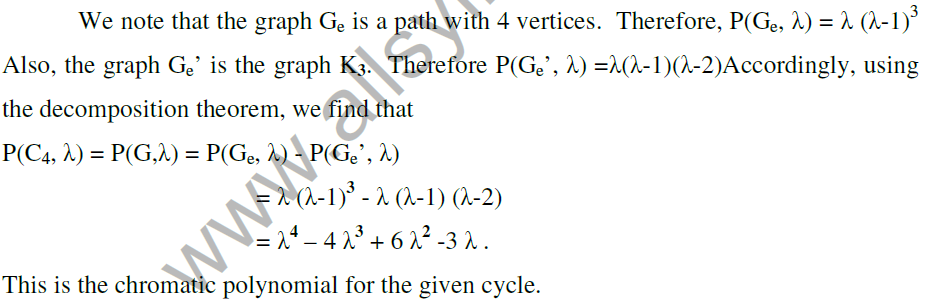 We note that the graph Gₑ is a path with 4 vertices. Therefore, P(Gₑ, λ) = λ (λ-1)³
Also, the graph Gₑ’ is the graph K₃. Therefore P(Gₑ’, λ) =λ(λ-1)(λ-2)Accordingly, using
the decomposition theorem, we find that
P(C₄, λ) = P(G,λ) = P(Gₑ, λ) - P(Gₑ’, λ)
= λ (λ-1)³ - λ (λ-1) (λ-2)
= λ⁴ – 4 λ³ + 6 λ² -3 λ .
This is the chromatic polynomial for the given cycle.